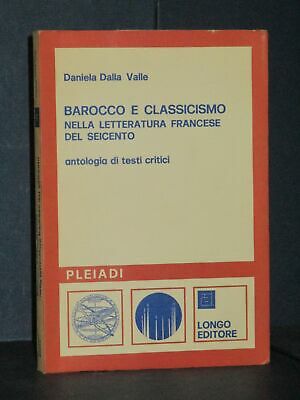 Daniela Dalla Valle
BAROCCO E CLASSICISMO
NELLA LETTERATURA FRANCESE
DEL SEICENTO
antologia di testi critici
PLEIADI
LONGO
EDITORE